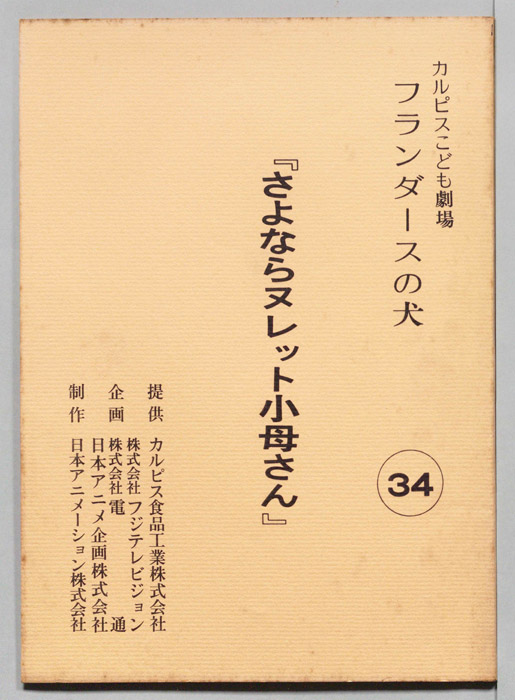 カルピスこども劇場
フランダースの犬
34
『さよならヌレット小母さん』
提供 カルピス食品工業株式会社
企画 株式会社フジテレビジョン
株式会社電通
日本アニメ企画株式会社
制作 日本アニメーション株式会社